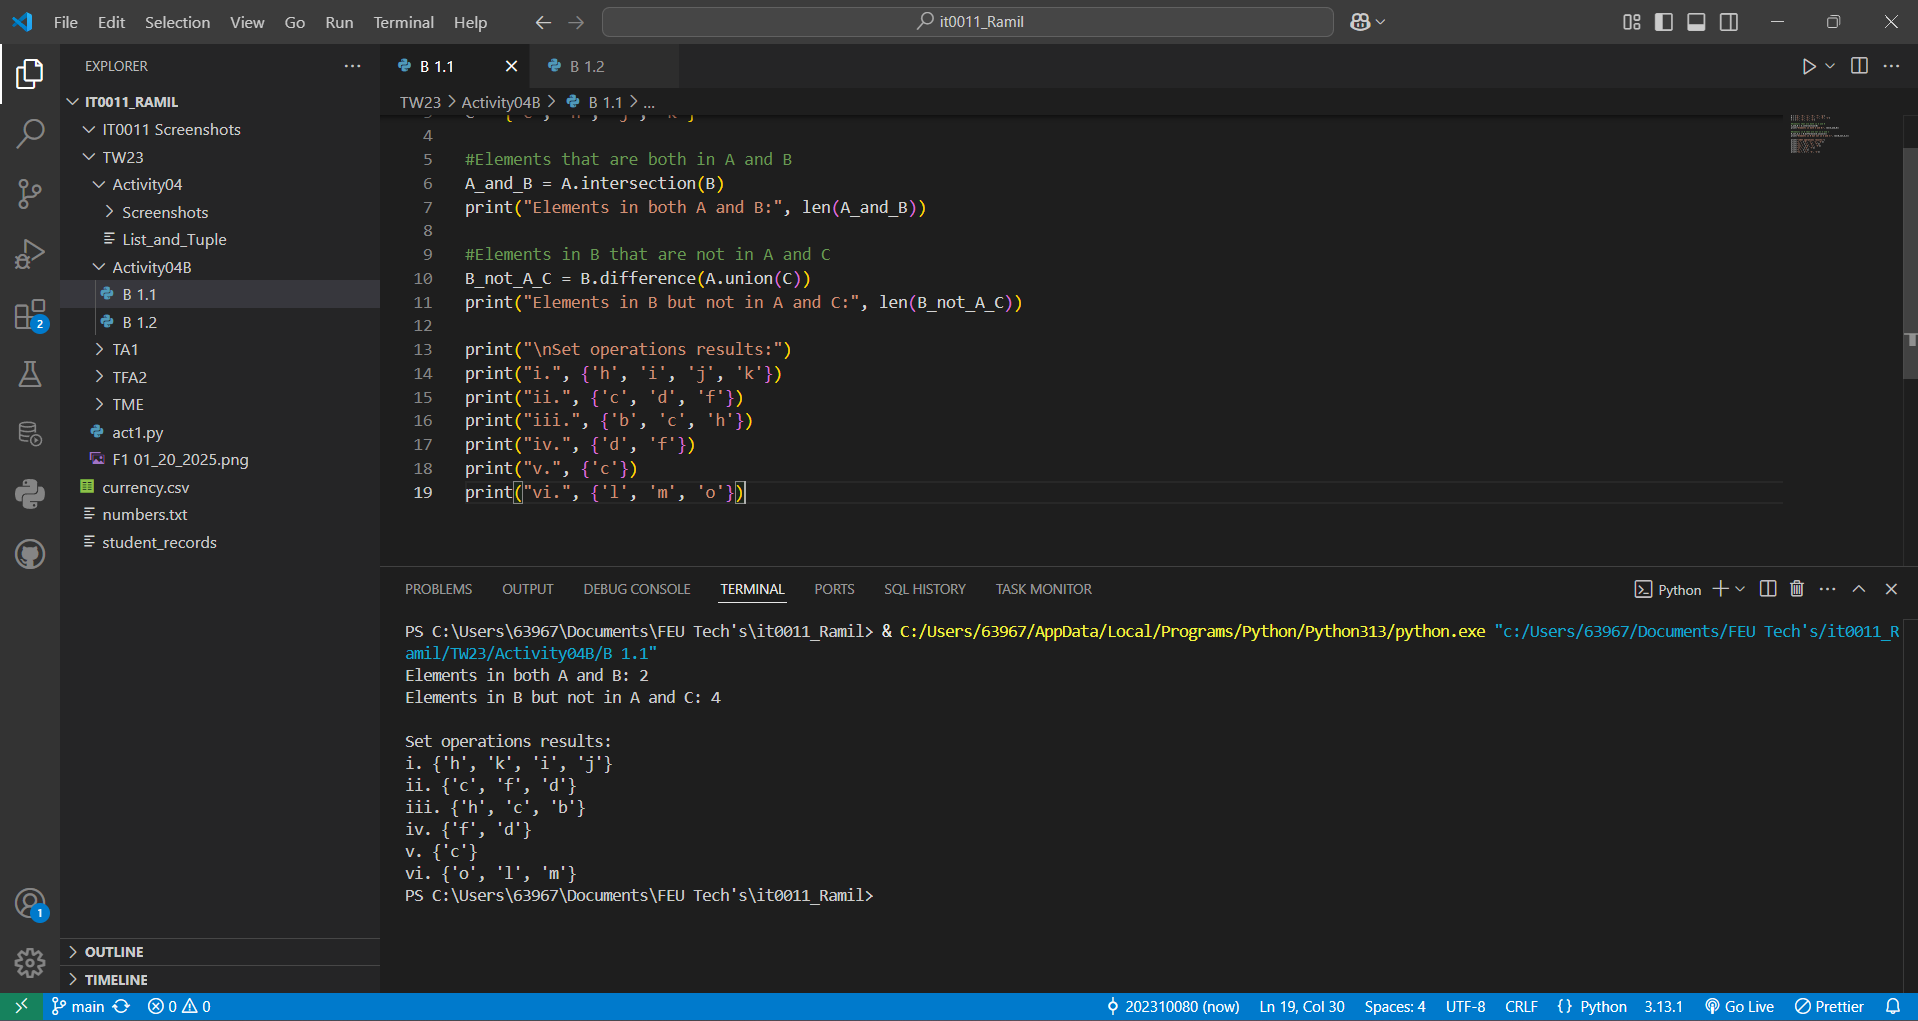 File Edit Selection View Go Run Terminal Help
it0011_Ramil
EXPLORER
IT0011_RAMIL
IT0011 Screenshots
TW23
Activity04
Screenshots
List_and_Tuple
Activity04B
B 1.1
B 1.2
TA1
TFA2
TME
act1.py
F1 01_20_2025.png
currency.csv
numbers.txt
student_records
OUTLINE
TIMELINE
2
1
B 1.1
B 1.2
TW23 > Activity04B > B 1.1 > ...
4
5 #Elements that are both in A and B
6 A_and_B = A.intersection(B)
7 print("Elements in both A and B:", len(A_and_B))
8
9 #Elements in B that are not in A and C
10 B_not_A_C = B.difference(A.union(C))
11 print("Elements in B but not in A and C:", len(B_not_A_C))
12
13 print("\nSet operations results:")
14 print("i.", {'h', 'i', 'j', 'k'})
15 print("ii.", {'c', 'd', 'f'})
16 print("iii.", {'b', 'c', 'h'})
17 print("iv.", {'d', 'f'})
18 print("v.", {'c'})
19 print("vi.", {'l', 'm', 'o'})
PROBLEMS OUTPUT DEBUG CONSOLE TERMINAL PORTS SQL HISTORY TASK MONITOR
Python
PS C:\Users\63967\Documents\FEU Tech's\it0011_Ramil> & C:/Users/63967/AppData/Local/Programs/Python/Python313/python.exe "c:/Users/63967/Documents/FEU Tech's/it0011_R
amil/TW23/Activity04B/B 1.1"
Elements in both A and B: 2
Elements in B but not in A and C: 4
Set operations results:
i. {'h', 'k', 'i', 'j'}
ii. {'c', 'f', 'd'}
iii. {'h', 'c', 'b'}
iv. {'f', 'd'}
v. {'c'}
vi. {'o', 'l', 'm'}
PS C:\Users\63967\Documents\FEU Tech's\it0011_Ramil>
main 0 0 202310080 (now) Ln 19, Col 30 Spaces: 4 UTF-8 CRLF {} Python 3.13.1 Go Live Prettier